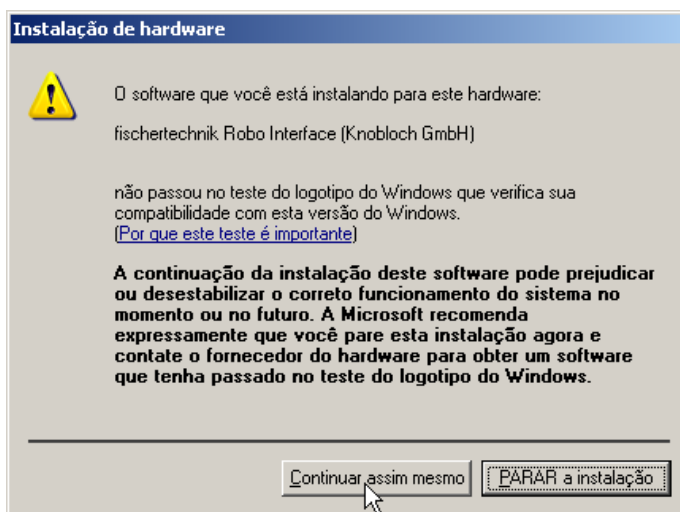 Instalação de hardware
O software que você está instalando para este hardware:
fischertechnik Robo Interface (Knobloch GmbH)
não passou no teste do logotipo do Windows que verifica sua
compatibilidade com esta versão do Windows.
(Por que este teste é importante)
A continuação da instalação deste software pode prejudicar
ou desestabilizar o correto funcionamento do sistema no
momento ou no futuro. A Microsoft recomenda
expressamente que você pare esta instalação agora e
contate o fornecedor do hardware para obter um software
que tenha passado no teste do logotipo do Windows.
Continuar assim mesmo PARAR a instalação